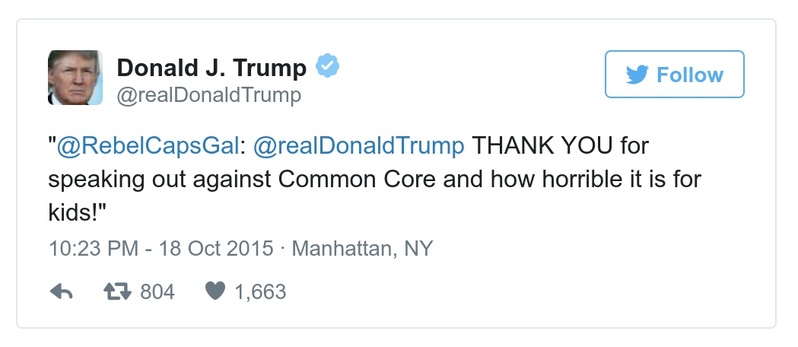 Donald J. Trump
@realDonaldTrump
Follow
"@RebelCapsGal: @realDonaldTrump THANK YOU for
speaking out against Common Core and how horrible it is for
kids!"
10:23 PM - 18 Oct 2015 · Manhattan, NY
804 1,663